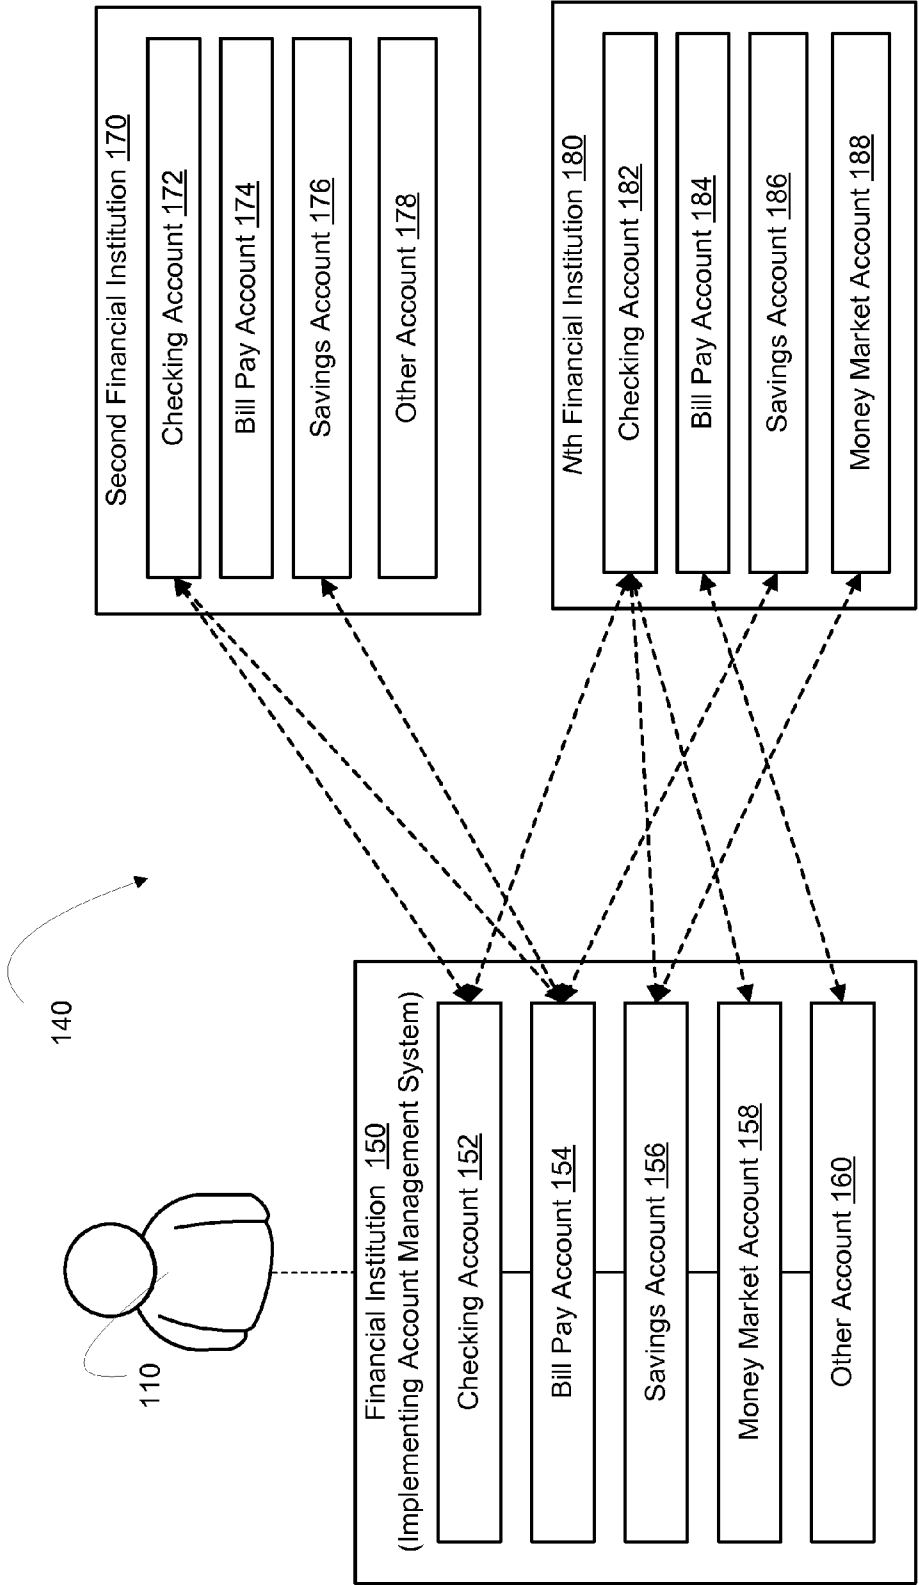 140
110
Financial Institution 150
(Implementing Account Management System)
Checking Account 152
Bill Pay Account 154
Savings Account 156
Money Market Account 158
Other Account 160
Second Financial Institution 170
Checking Account 172
Bill Pay Account 174
Savings Account 176
Other Account 178
Nth Financial Institution 180
Checking Account 182
Bill Pay Account 184
Savings Account 186
Money Market Account 188